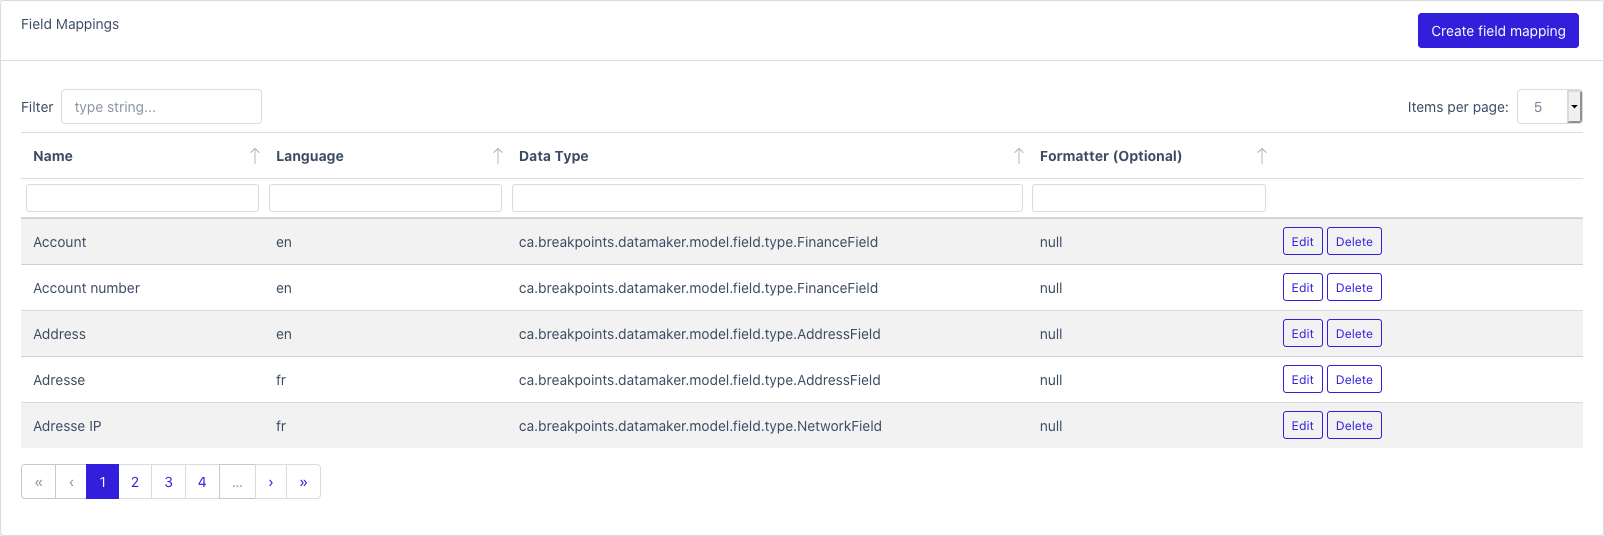 Field Mappings
Create field mapping
Filter type string... Items per page: 5
Name Language Data Type Formatter (Optional)
Account en ca.breakpoints.datamaker.model.field.type.FinanceField null Edit Delete
Account number en ca.breakpoints.datamaker.model.field.type.FinanceField null Edit Delete
Address en ca.breakpoints.datamaker.model.field.type.AddressField null Edit Delete
Adresse fr ca.breakpoints.datamaker.model.field.type.AddressField null Edit Delete
Adresse IP fr ca.breakpoints.datamaker.model.field.type.NetworkField null Edit Delete
« ‹ 1 2 3 4 ... › »